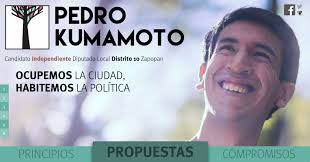 PEDRO
KUMAMOTO
Candidato Independiente Diputado Local Distrito 10 Zapopan
OCUPEMOS LA CIUDAD,
HABITEMOS LA POLÍTICA
PRINCIPIOS
PROPUESTAS
COMPROMISOS